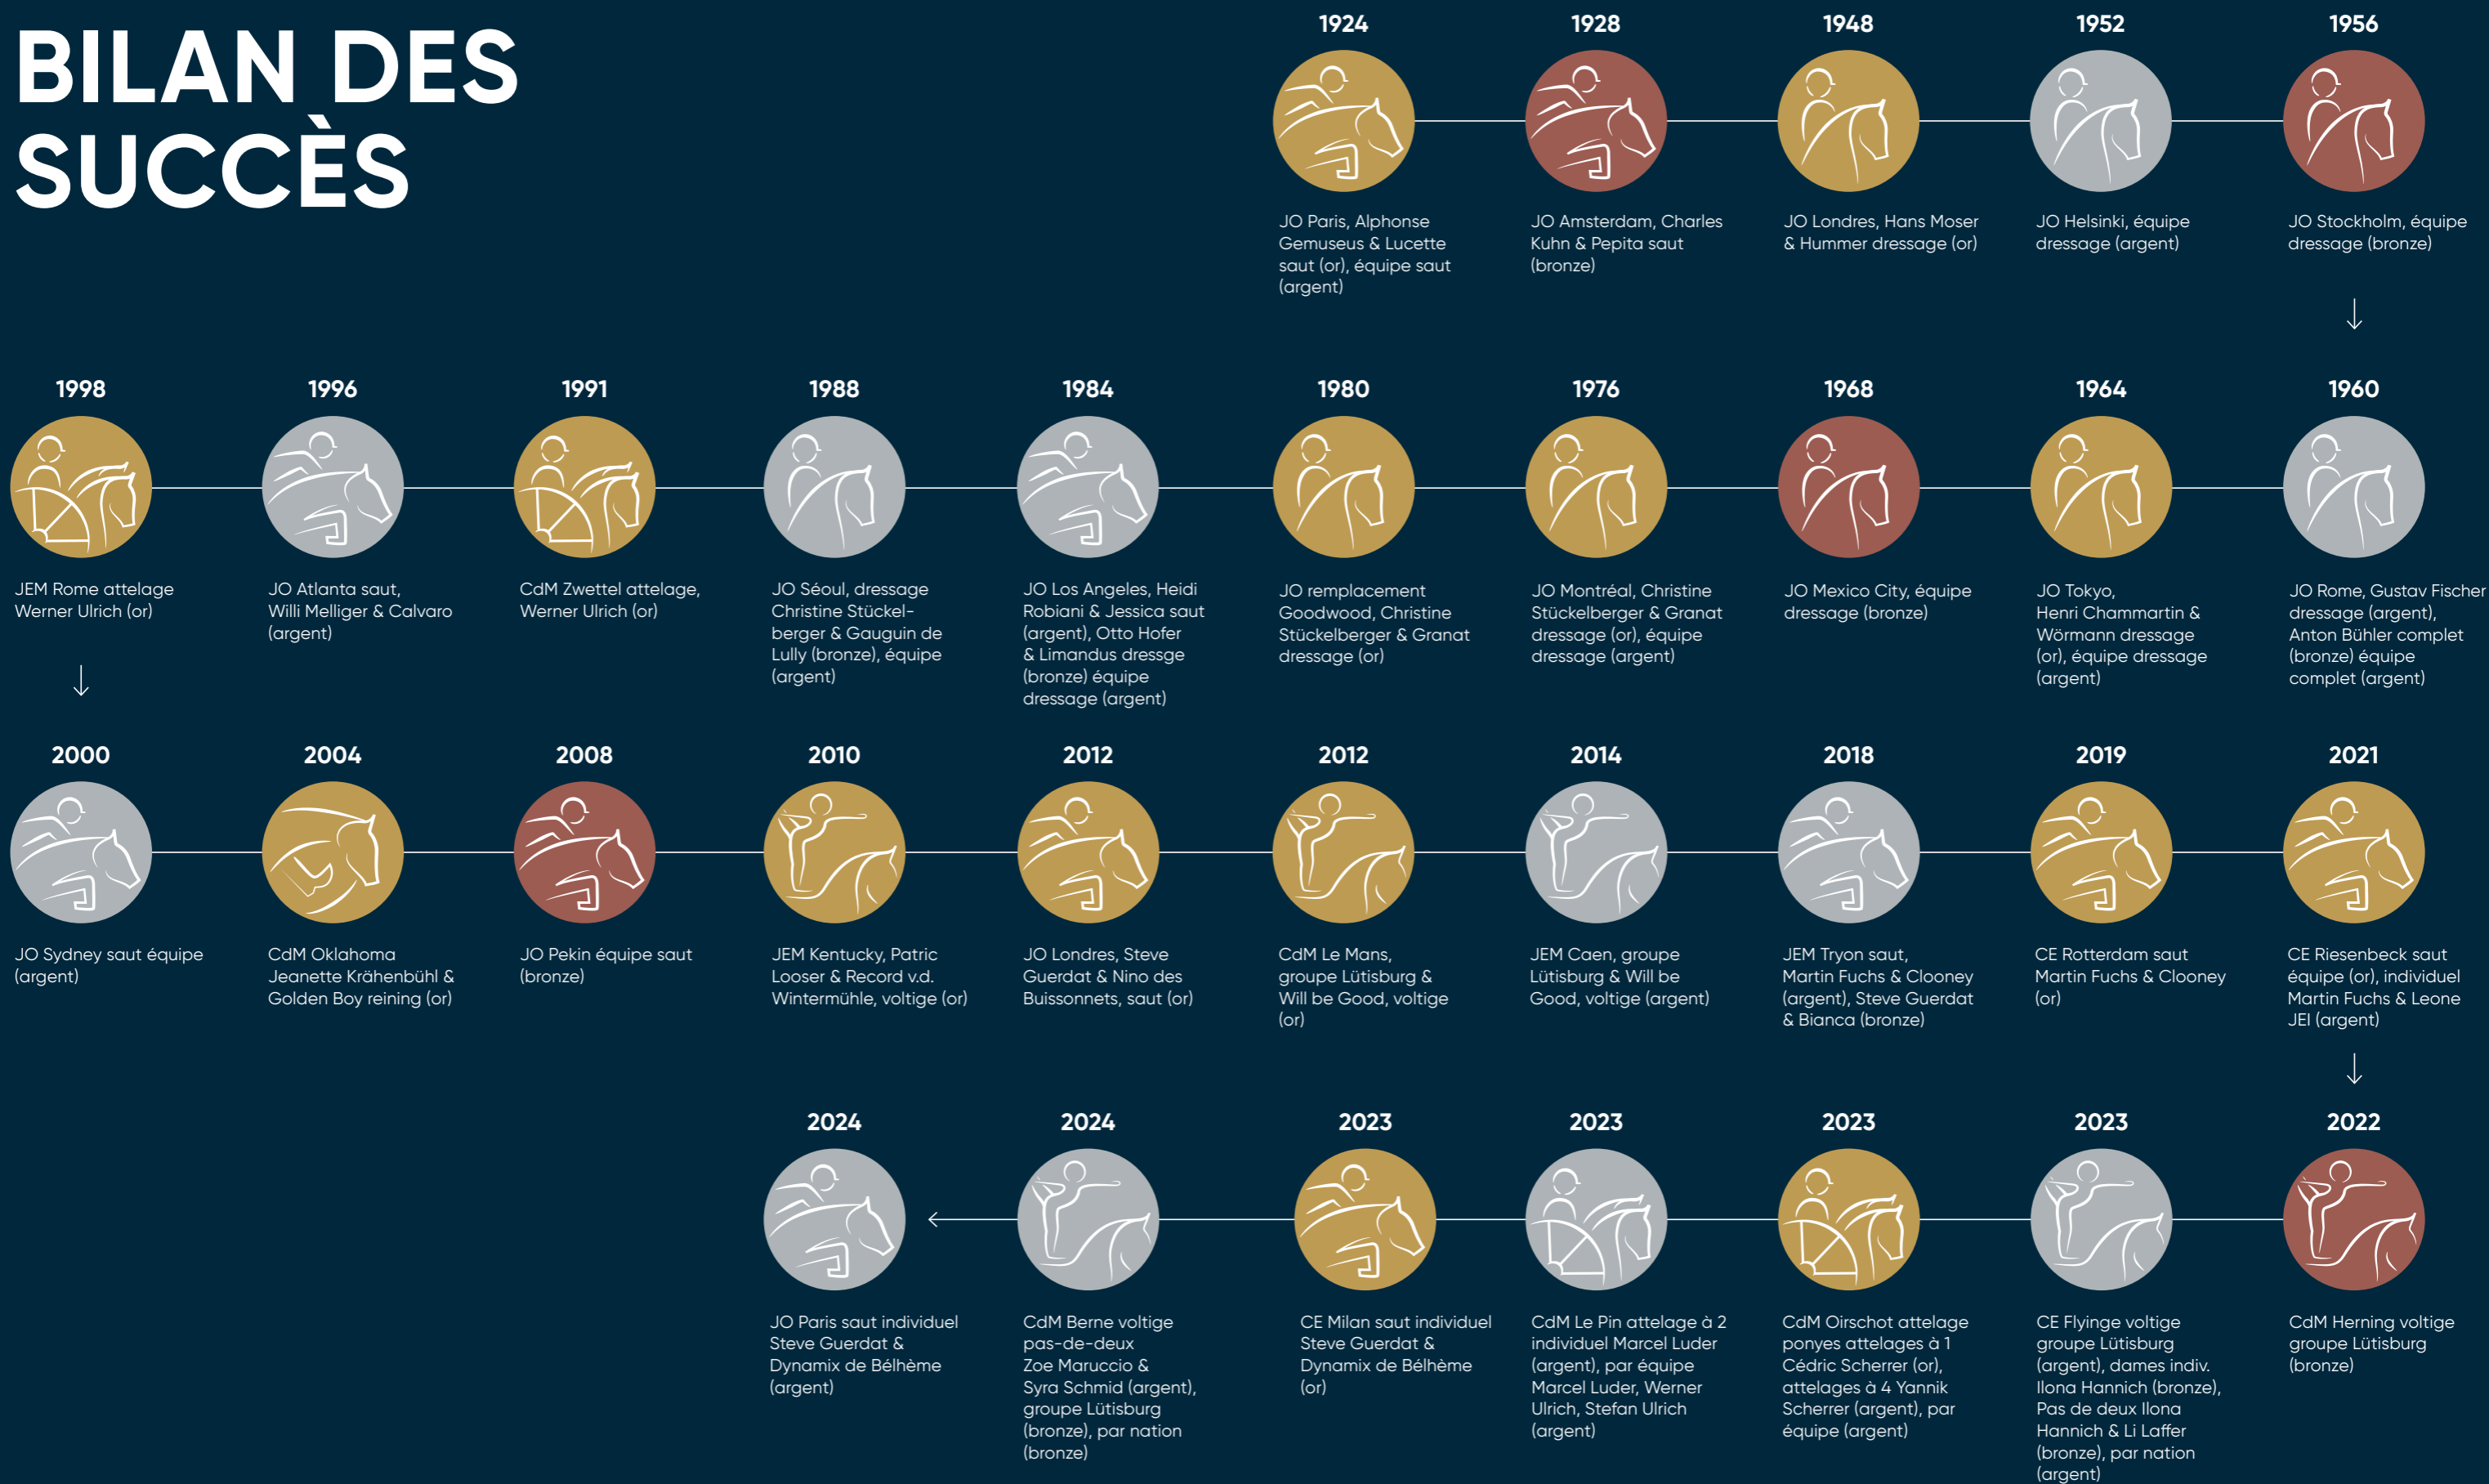 BILAN DES
SUCCÈS
1924
JO Paris, Alphonse
Gemuseus & Lucette
saut (or), équipe saut
(argent)
1928
JO Amsterdam, Charles
Kuhn & Pepita saut
(bronze)
1948
JO Londres, Hans Moser
& Hummer dressage (or)
1952
JO Helsinki, équipe
dressage (argent)
1956
JO Stockholm, équipe
dressage (bronze)
1960
JO Rome, Gustav Fischer
dressage (argent),
Anton Bühler complet
(bronze) équipe
complet (argent)
1964
JO Tokyo,
Henri Chammartin &
Wörmann dressage
(or), équipe dressage
(argent)
1968
JO Mexico City, équipe
dressage (bronze)
1976
JO Montréal, Christine
Stückelberger & Granat
dressage (or), équipe
dressage (argent)
1980
JO remplacement
Goodwood, Christine
Stückelberger & Granat
dressage (or)
1984
JO Los Angeles, Heidi
Robiani & Jessica saut
(argent), Otto Hofer
& Limandus dressge
(bronze) équipe
dressage (argent)
1988
JO Séoul, dressage
Christine Stückel-
berger & Gauguin de
Lully (bronze), équipe
(argent)
1991
CdM Zwettel attelage,
Werner Ulrich (or)
1996
JO Atlanta saut,
Willi Melliger & Calvaro
(argent)
1998
JEM Rome attelage
Werner Ulrich (or)
2000
JO Sydney saut équipe
(argent)
2004
CdM Oklahoma
Jeanette Krähenbühl &
Golden Boy reining (or)
2008
JO Pekin équipe saut
(bronze)
2010
JEM Kentucky, Patric
Looser & Record v.d.
Wintermühle, voltige (or)
2012
JO Londres, Steve
Guerdat & Nino des
Buissonnets, saut (or)
2012
CdM Le Mans,
groupe Lütisburg &
Will be Good, voltige
(or)
2014
JEM Caen, groupe
Lütisburg & Will be
Good, voltige (argent)
2018
JEM Tryon saut,
Martin Fuchs & Clooney
(argent), Steve Guerdat
& Bianca (bronze)
2019
CE Rotterdam saut
Martin Fuchs & Clooney
(or)
2021
CE Riesenbeck saut
équipe (or), individuel
Martin Fuchs & Leone
JEI (argent)
2022
CdM Herning voltige
groupe Lütisburg
(bronze)
2023
CE Flyinge voltige
groupe Lütisburg
(argent), dames indiv.
Ilona Hannich (bronze),
Pas de deux Ilona
Hannich & Li Laffer
(bronze), par nation
(argent)
2023
CdM Oirschot attelage
ponyes attelages à 1
Cédric Scherrer (or),
attelages à 4 Yannik
Scherrer (argent), par
équipe (argent)
2023
CdM Le Pin attelage à 2
individuel Marcel Luder
(argent), par équipe
Marcel Luder, Werner
Ulrich, Stefan Ulrich
(argent)
2023
CE Milan saut individuel
Steve Guerdat &
Dynamix de Bélhème
(or)
2024
CdM Berne voltige
pas-de-deux
Zoe Maruccio &
Syra Schmid (argent),
groupe Lütisburg
(bronze), par nation
(bronze)
2024
JO Paris saut individuel
Steve Guerdat &
Dynamix de Bélhème
(argent)